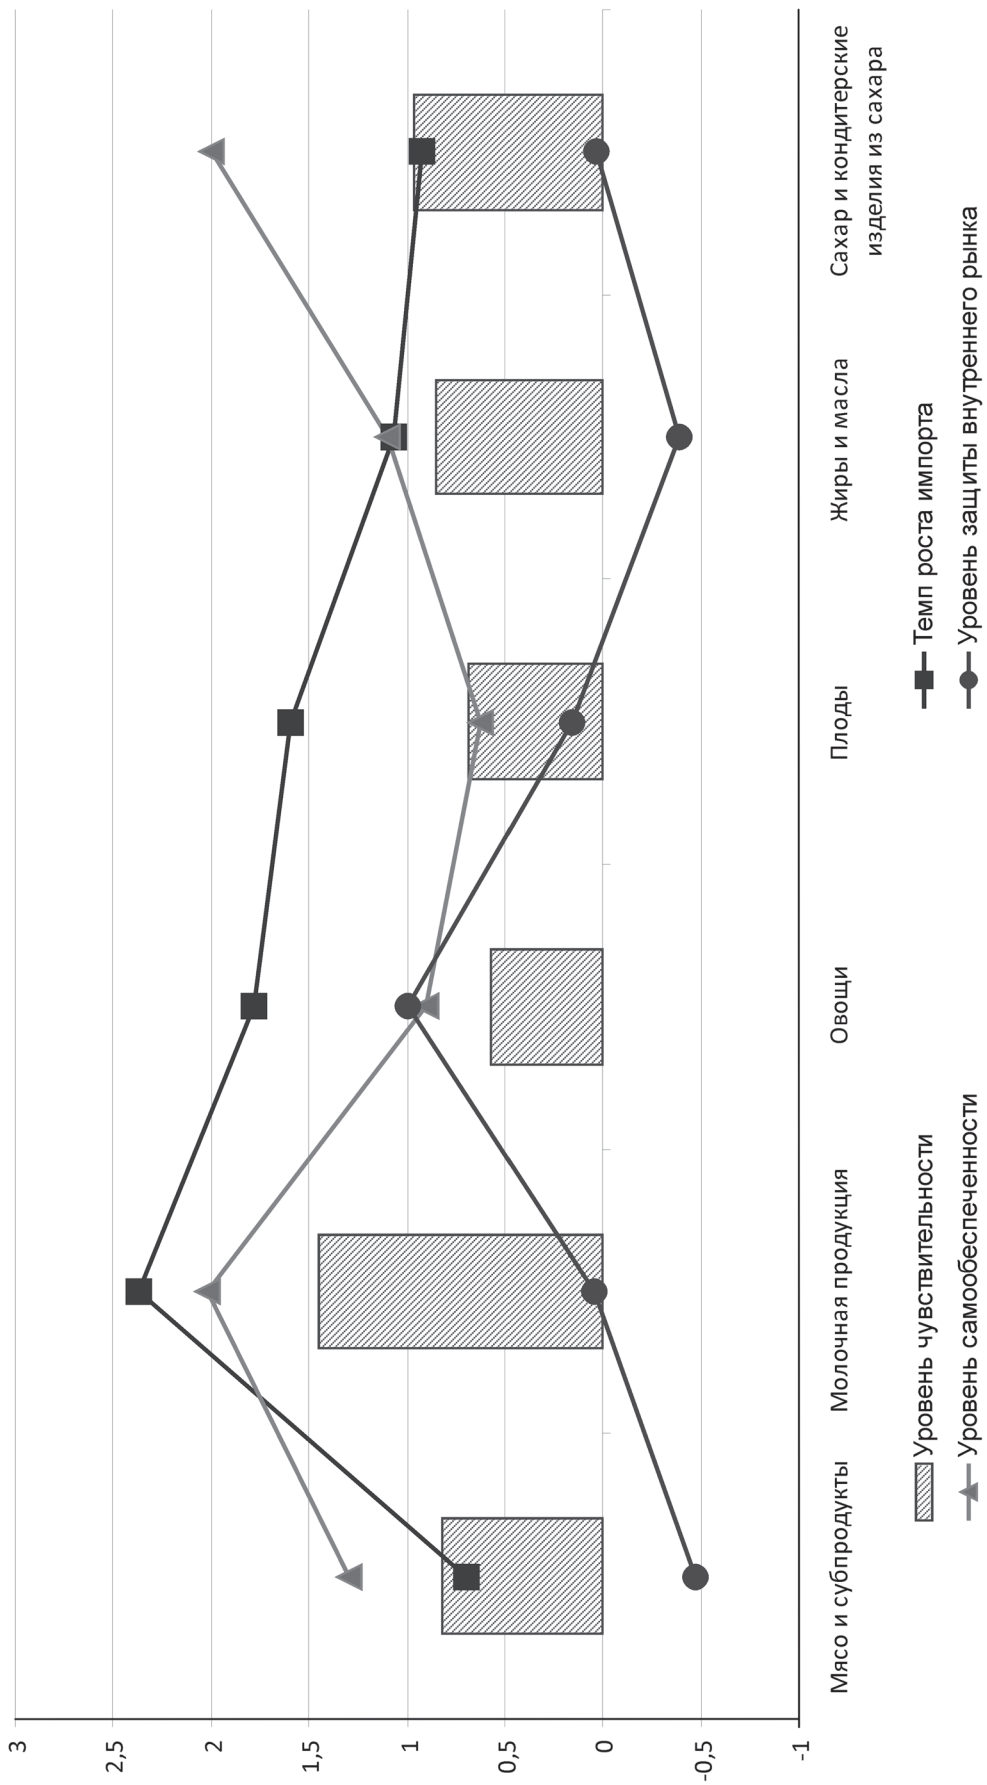 3
2,5
2
1,5
1
0,5
0
-0,5
-1
Мясо и субпродукты
Молочная продукция
Овощи
Плоды
Жиры и масла
Сахар и кондитерские
изделия из сахара
Уровень чувствительности
Темп роста импорта
Уровень самообеспеченности
Уровень защиты внутреннего рынка